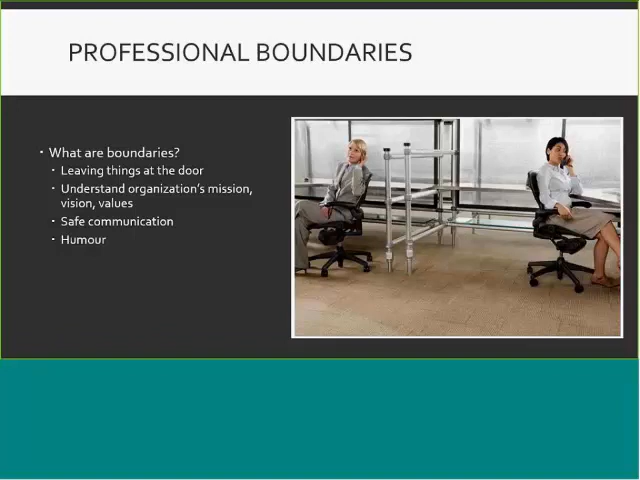 PROFESSIONAL BOUNDARIES
What are boundaries?
Leaving things at the door
Understand organization's mission,
vision, values
Safe communication
Humour